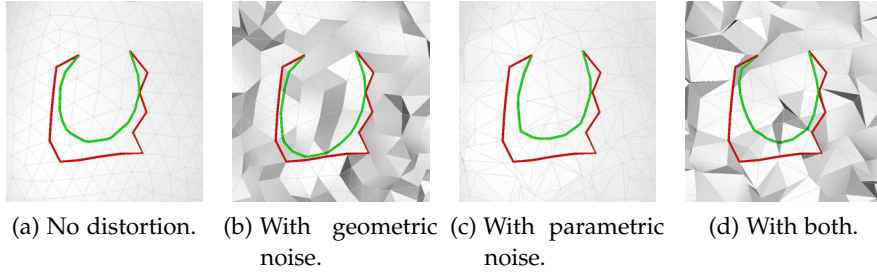 (a) No distortion.
(b) With geometric noise.
(c) With parametric noise.
(d) With both.